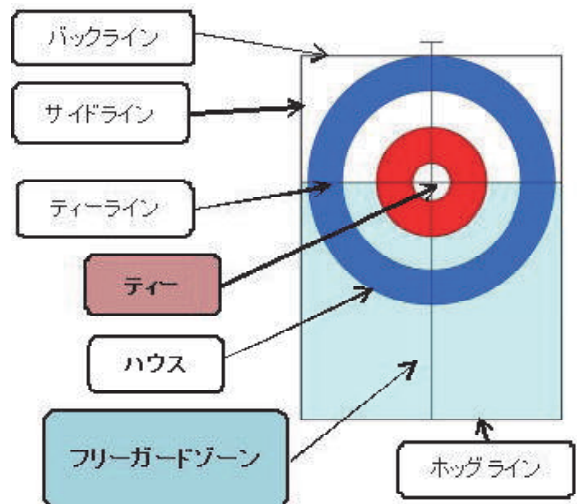 バックライン
サイドライン
ティーライン
ティー
ハウス
フリーガードゾーン
ホッグライン